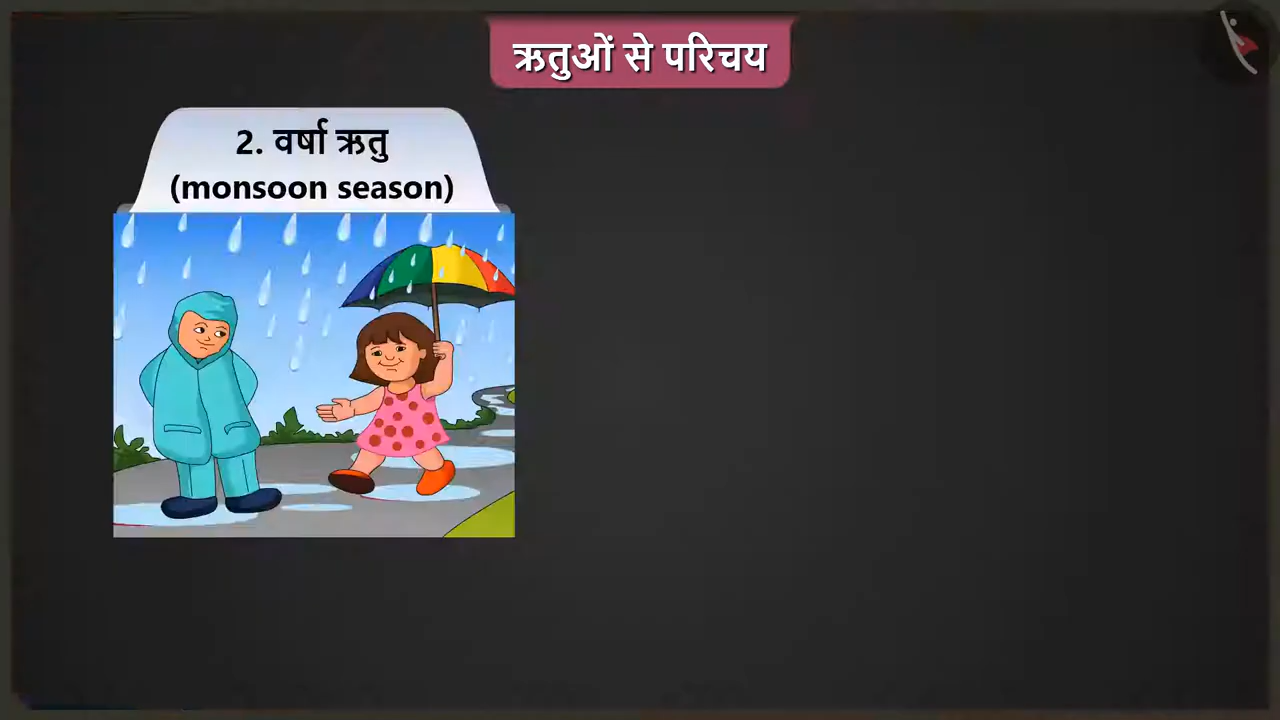 ऋतुओं से परिचय
2. वर्षा ऋतु
(monsoon season)